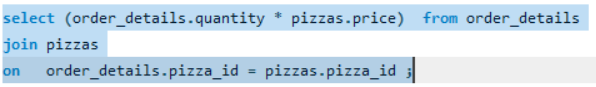 select (order_details.quantity * pizzas.price)  from order_details
join pizzas
on   order_details.pizza_id = pizzas.pizza_id ;